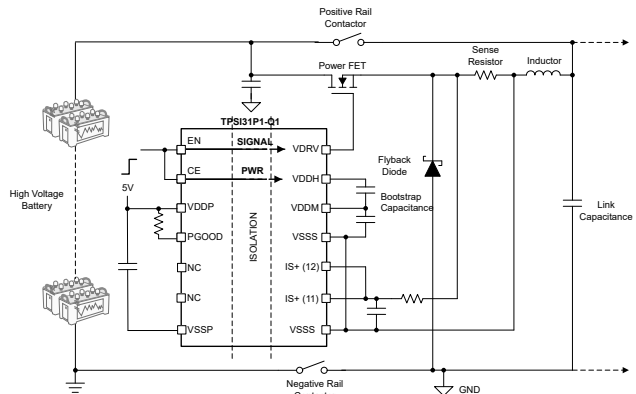 Positive Rail
Contactor
Power FET
Sense
Resistor
Inductor
TPSI31P1-Q1
EN
SIGNAL
VDRV
CE
PWR
VDDH
5V
Flyback
Diode
High Voltage
Battery
VDDP
VDDM
Bootstrap
Capacitance
Link
Capacitance
PGOOD
ISOLATION
VSSS
NC
IS+ (12)
NC
IS+ (11)
VSSP
VSSS
Negative Rail
GND